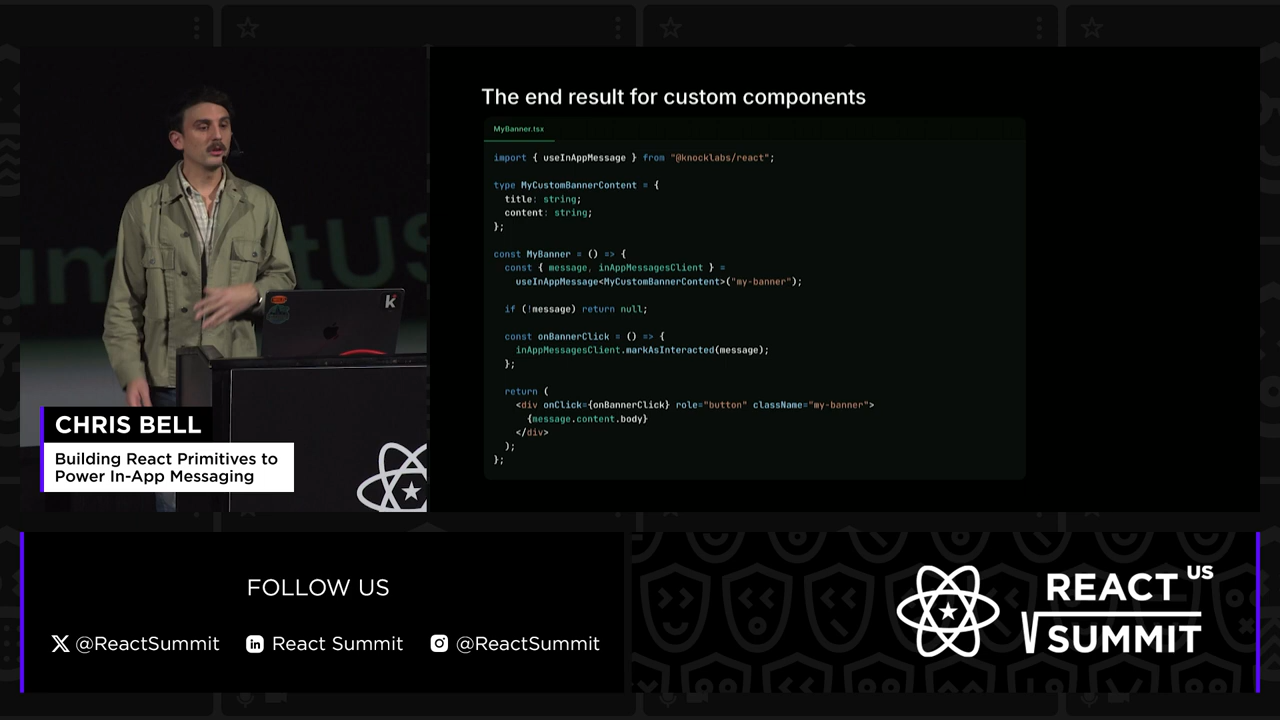 The end result for custom components
MyBanner.tsx
import { useInAppMessage } from "@knocklabs/react";
type MyCustomBannerContent = {
title: string;
content: string;
};
const MyBanner = () => {
const { message, inAppMessagesClient } =
useInAppMessage<MyCustomBannerContent>("my-banner");
if (!message) return null;
const onBannerClick = () => {
inAppMessagesClient.markAsInteracted(message);
};
return (
<div onClick={onBannerClick} role="button" className="my-banner">
{message.content.body}
</div>
);
};
CHRIS BELL
Building React Primitives to
Power In-App Messaging
FOLLOW US
@ReactSummit
React Summit
@ReactSummit
REACT US
SUMMIT